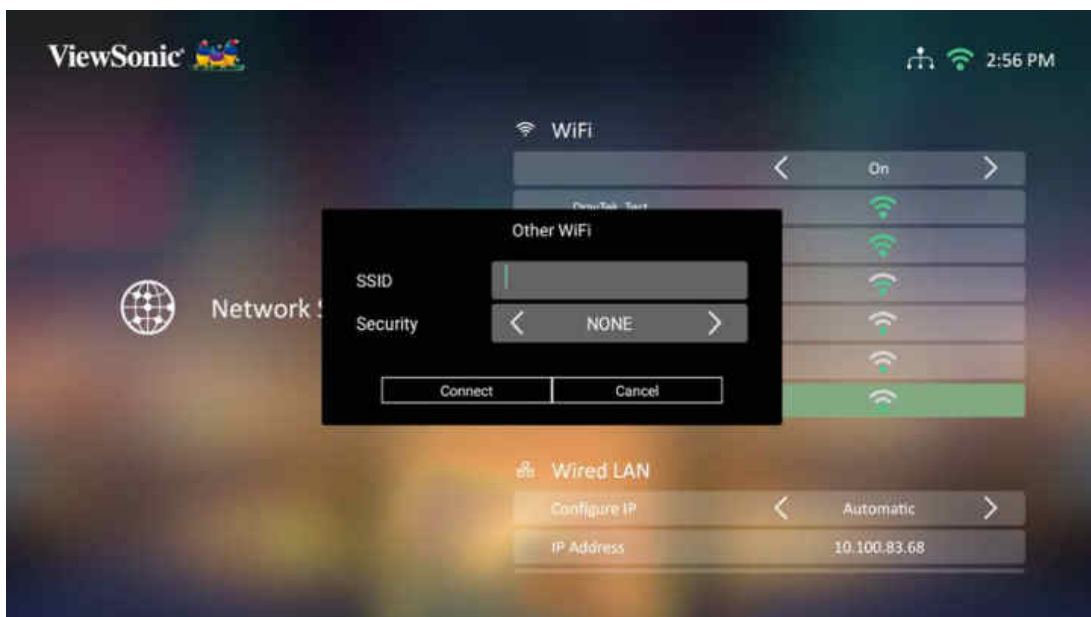 ViewSonic
2:56 PM
WiFi
On
DrayTek_Test
Other WiFi
SSID
Network
Security
NONE
Connect
Cancel
Wired LAN
Configure IP
Automatic
IP Address
10.100.83.68